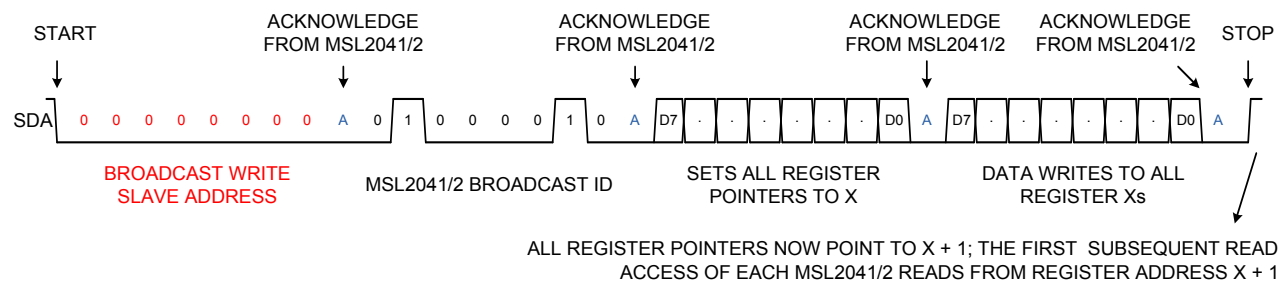 START
ACKNOWLEDGE
FROM MSL2041/2
ACKNOWLEDGE
FROM MSL2041/2
ACKNOWLEDGE
FROM MSL2041/2
ACKNOWLEDGE
FROM MSL2041/2
STOP
SDA 0 0 0 0 0 0 0 0 A 0 1 0 0 0 0 1 0 A D7 . . . . . . D0 A D7 . . . . . . D0 A
BROADCAST WRITE
SLAVE ADDRESS
MSL2041/2 BROADCAST ID
SETS ALL REGISTER
POINTERS TO X
DATA WRITES TO ALL
REGISTER Xs
ALL REGISTER POINTERS NOW POINT TO X + 1; THE FIRST SUBSEQUENT READ
ACCESS OF EACH MSL2041/2 READS FROM REGISTER ADDRESS X + 1